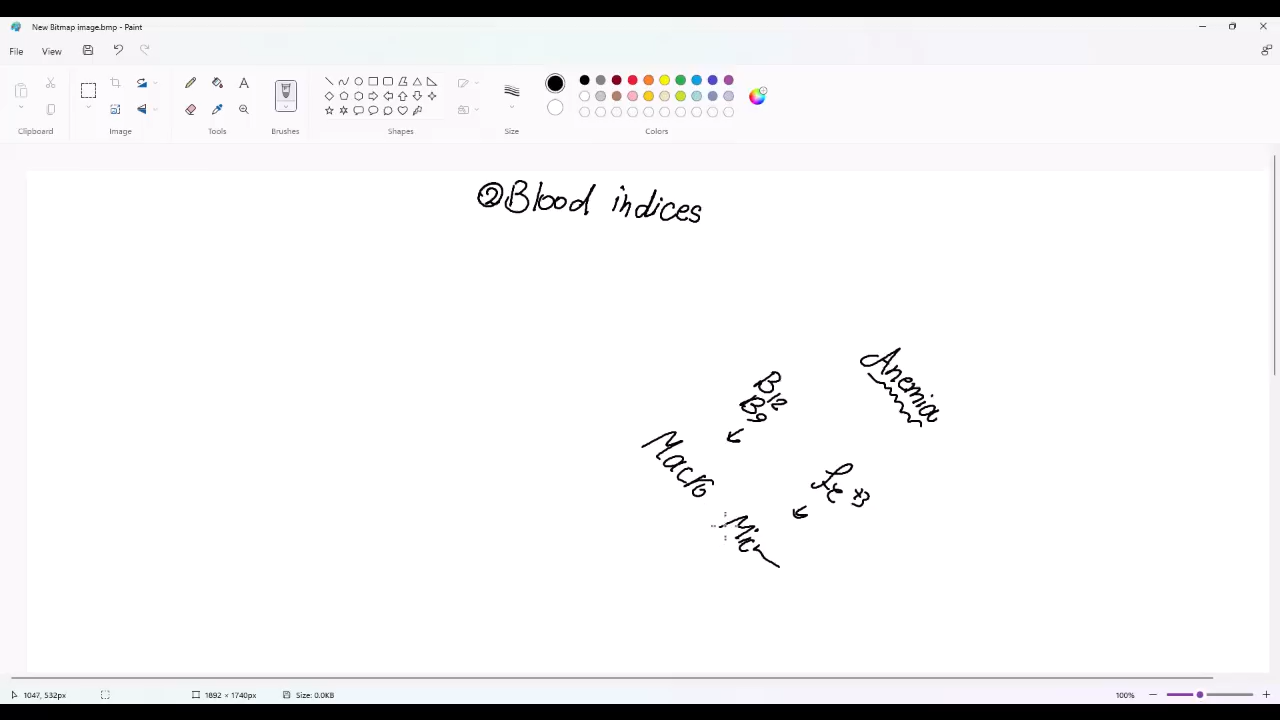 New Bitmap image.bmp - Paint
File View
Clipboard Image Tools Brushes Shapes Size Colors
②Blood indices
Anemia
B12
B9
Macro
Fe +3
Mic
1047, 532px 1892 × 1740px Size: 0.0KB 100%